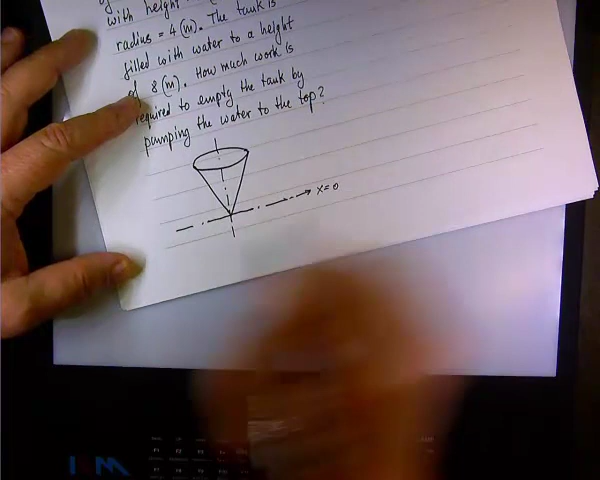 with height
radius = 4 (m). The tank is
filled with water to a height
of 8 (m). How much work is
required to empty the tank by
pumping the water to the top?
x=0
IBM